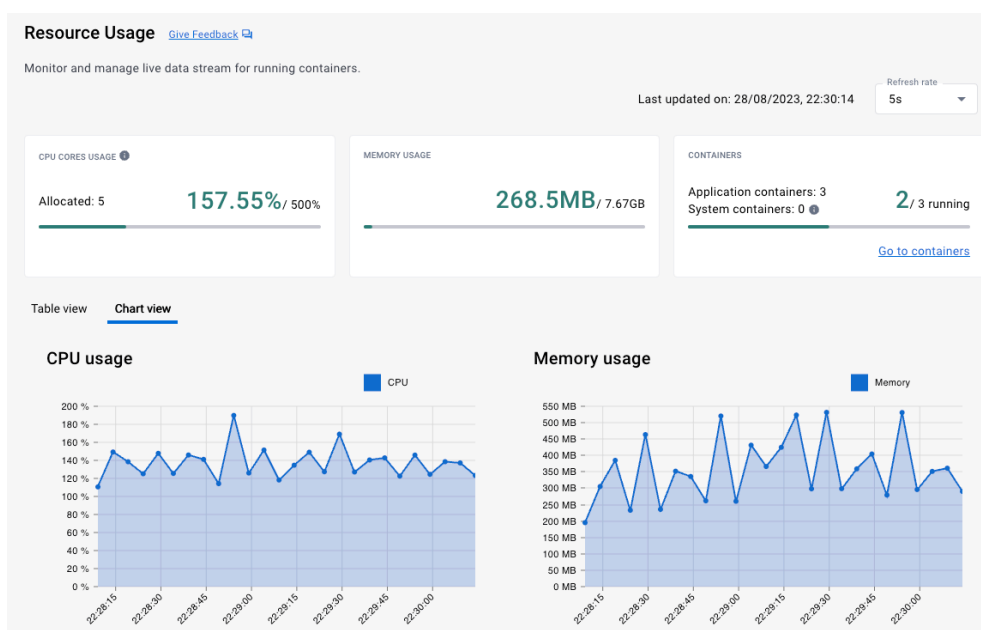 Resource Usage Give Feedback
Monitor and manage live data stream for running containers.
Refresh rate
Last updated on: 28/08/2023, 22:30:14 5s
CPU CORES USAGE
Allocated: 5 157.55% / 500%
MEMORY USAGE
268.5MB / 7.67GB
CONTAINERS
Application containers: 3
System containers: 0
2 / 3 running
Go to containers
Table view Chart view
CPU usage
CPU
200 %
180 %
160 %
140 %
120 %
100 %
80 %
60 %
40 %
20 %
0 %
22:28:15 22:28:30 22:28:45 22:29:00 22:29:15 22:29:30 22:29:45 22:30:00
Memory usage
Memory
550 MB
500 MB
450 MB
400 MB
350 MB
300 MB
250 MB
200 MB
150 MB
100 MB
50 MB
0 MB
22:28:15 22:28:30 22:28:45 22:29:00 22:29:15 22:29:30 22:29:45 22:30:00